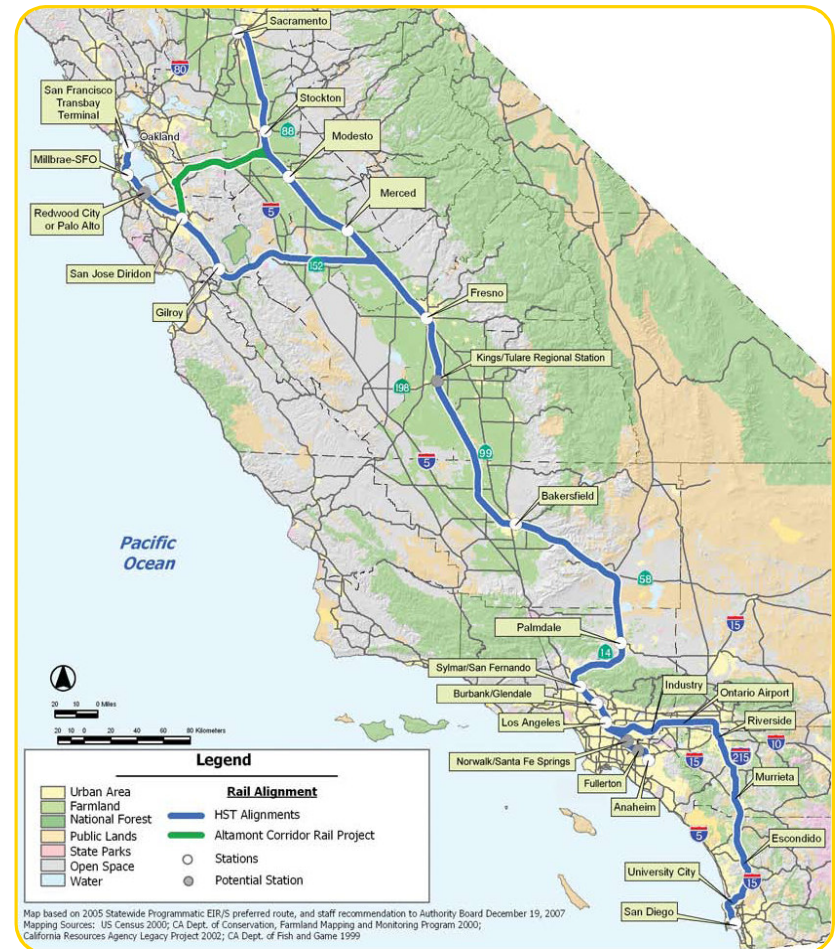 Sacramento
80
San Francisco
Transbay
Terminal
Stockton
88
Oakland
Modesto
Millbrae-SFO
Merced
5
Redwood City
or Palo Alto
152
San Jose Diridon
Fresno
Gilroy
Kings/Tulare Regional Station
198
99
5
Bakersfield
Pacific
Ocean
58
15
Palmdale
14
Sylmar/San Fernando
Industry
Burbank/Glendale
Ontario Airport
Los Angeles
Riverside
10
215
15
Norwalk/Santa Fe Springs
Murrieta
Fullerton
Anaheim
5
Escondido
University City
15
San Diego
20 10 0 Miles
20 10 0 20 40 60 80 Kilometers
Legend
Urban Area
Farmland
National Forest
Public Lands
State Parks
Open Space
Water
Rail Alignment
HST Alignments
Altamont Corridor Rail Project
Stations
Potential Station
Map based on 2005 Statewide Programmatic EIR/S preferred route, and staff recommendation to Authority Board December 19, 2007
Mapping Sources: US Census 2000; CA Dept. of Conservation, Farmland Mapping and Monitoring Program 2000;
California Resources Agency Legacy Project 2002; CA Dept. of Fish and Game 1999